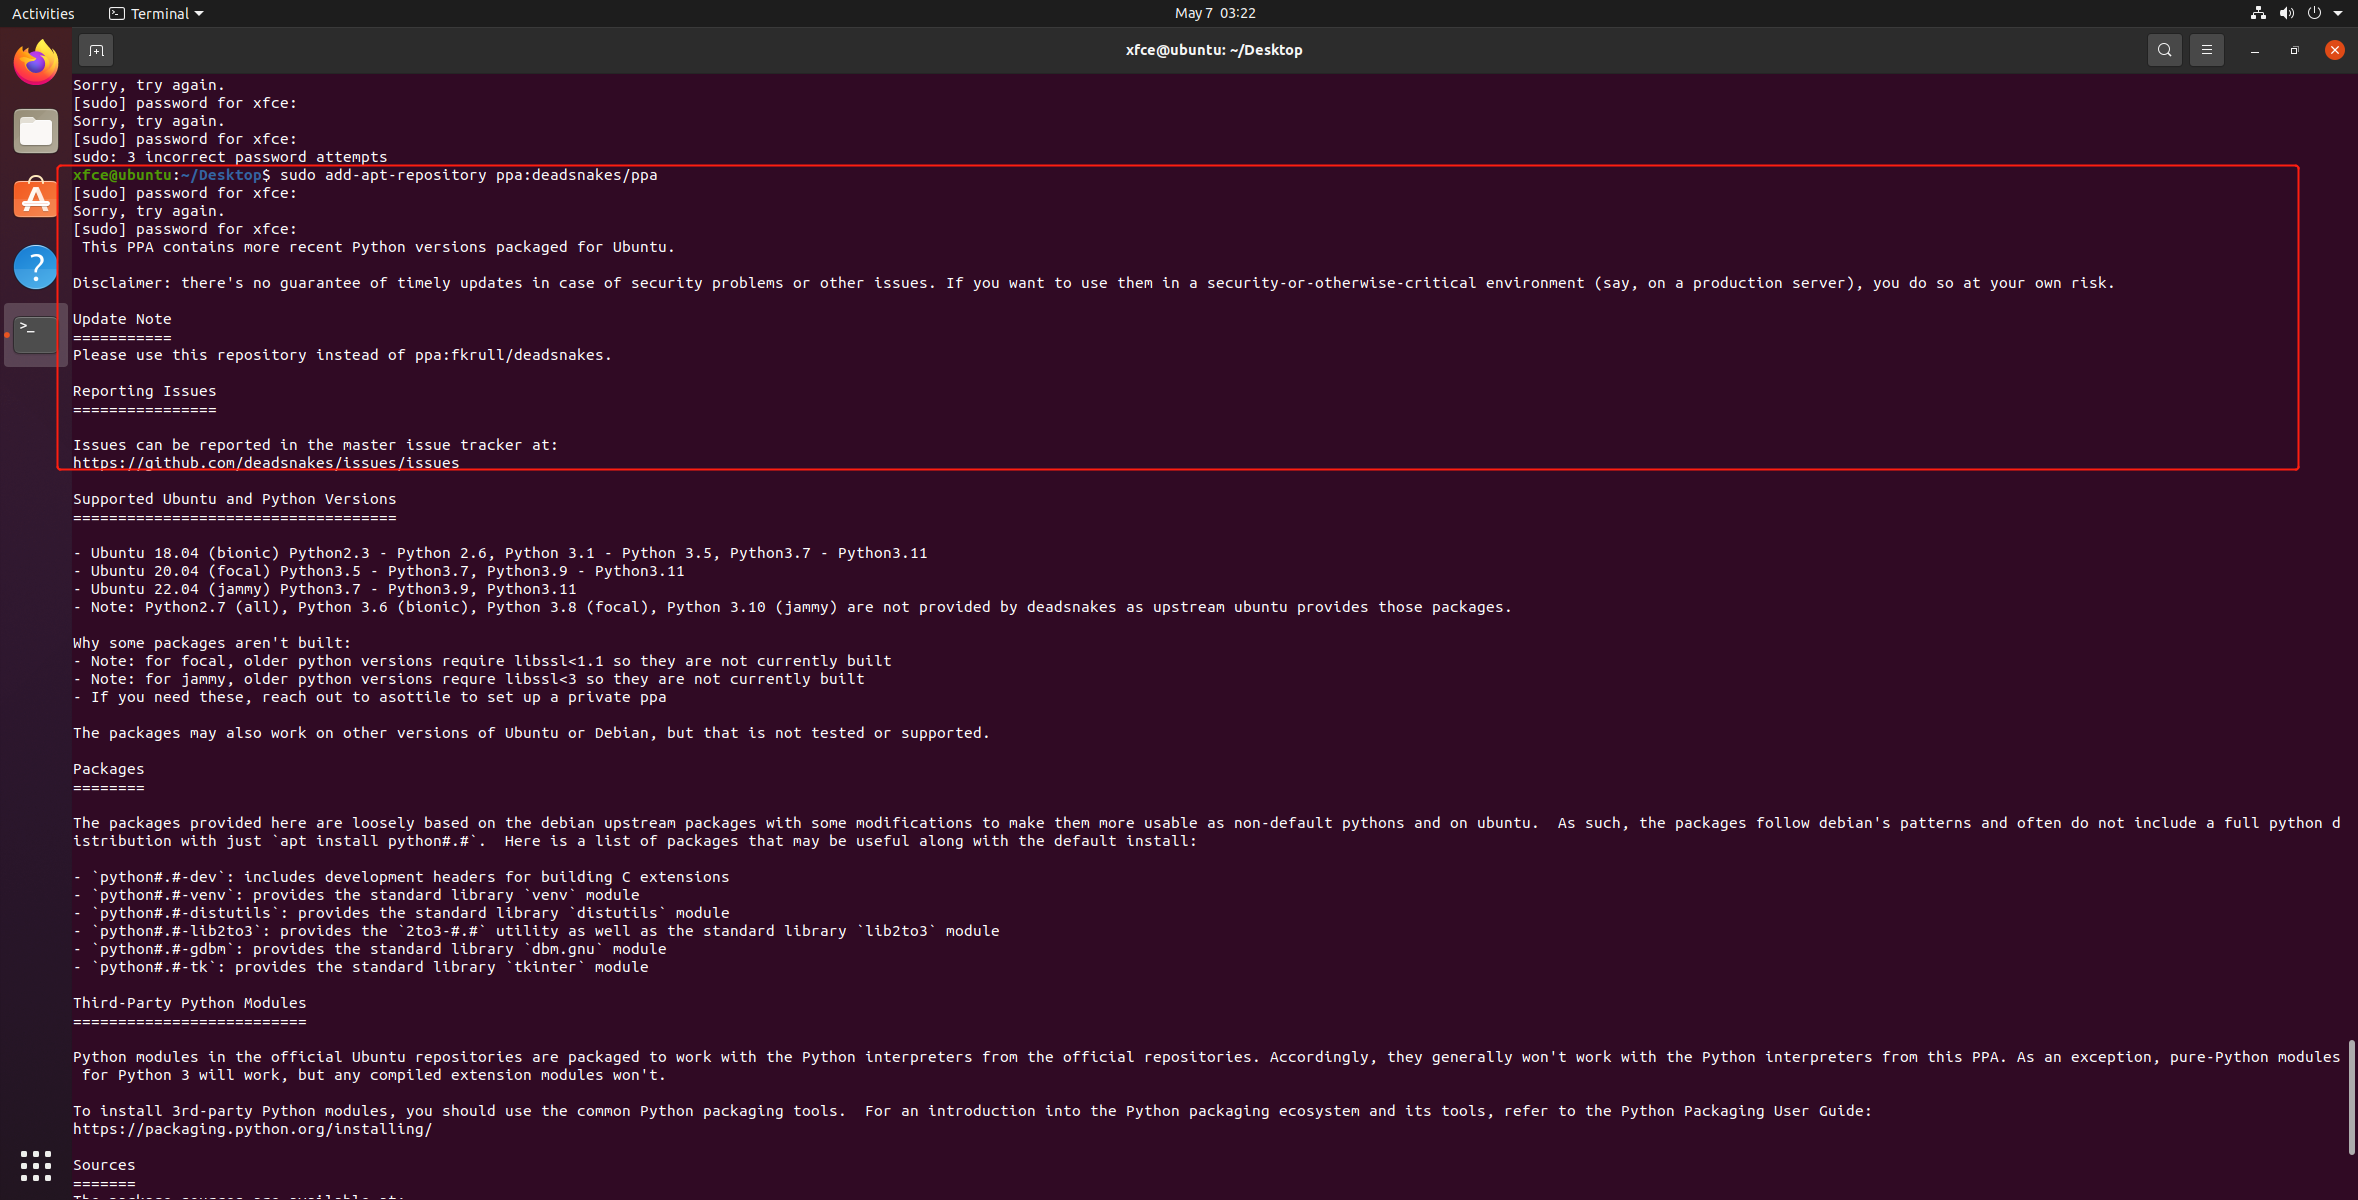 Activities
Terminal
May 7 03:22
xfce@ubuntu: ~/Desktop
Sorry, try again.
[sudo] password for xfce:
Sorry, try again.
[sudo] password for xfce:
sudo: 3 incorrect password attempts
xfce@ubuntu:~/Desktop$ sudo add-apt-repository ppa:deadsnakes/ppa
[sudo] password for xfce:
Sorry, try again.
[sudo] password for xfce:
This PPA contains more recent Python versions packaged for Ubuntu.
Disclaimer: there's no guarantee of timely updates in case of security problems or other issues. If you want to use them in a security-or-otherwise-critical environment (say, on a production server), you do so at your own risk.
Update Note
===========
Please use this repository instead of ppa:fkrull/deadsnakes.
Reporting Issues
================
Issues can be reported in the master issue tracker at:
https://github.com/deadsnakes/issues/issues
Supported Ubuntu and Python Versions
====================================
- Ubuntu 18.04 (bionic) Python2.3 - Python 2.6, Python 3.1 - Python 3.5, Python3.7 - Python3.11
- Ubuntu 20.04 (focal) Python3.5 - Python3.7, Python3.9 - Python3.11
- Ubuntu 22.04 (jammy) Python3.7 - Python3.9, Python3.11
- Note: Python2.7 (all), Python 3.6 (bionic), Python 3.8 (focal), Python 3.10 (jammy) are not provided by deadsnakes as upstream ubuntu provides those packages.
Why some packages aren't built:
- Note: for focal, older python versions require libssl<1.1 so they are not currently built
- Note: for jammy, older python versions requre libssl<3 so they are not currently built
- If you need these, reach out to asottile to set up a private ppa
The packages may also work on other versions of Ubuntu or Debian, but that is not tested or supported.
Packages
========
The packages provided here are loosely based on the debian upstream packages with some modifications to make them more usable as non-default pythons and on ubuntu.  As such, the packages follow debian's patterns and often do not include a full python d
istribution with just `apt install python#.#`.  Here is a list of packages that may be useful along with the default install:
- `python#.#-dev`: includes development headers for building C extensions
- `python#.#-venv`: provides the standard library `venv` module
- `python#.#-distutils`: provides the standard library `distutils` module
- `python#.#-lib2to3`: provides the `2to3-#.#` utility as well as the standard library `lib2to3` module
- `python#.#-gdbm`: provides the standard library `dbm.gnu` module
- `python#.#-tk`: provides the standard library `tkinter` module
Third-Party Python Modules
==========================
Python modules in the official Ubuntu repositories are packaged to work with the Python interpreters from the official repositories. Accordingly, they generally won't work with the Python interpreters from this PPA. As an exception, pure-Python modules
for Python 3 will work, but any compiled extension modules won't.
To install 3rd-party Python modules, you should use the common Python packaging tools.  For an introduction into the Python packaging ecosystem and its tools, refer to the Python Packaging User Guide:
https://packaging.python.org/installing/
Sources
=======
The package sources are available at: